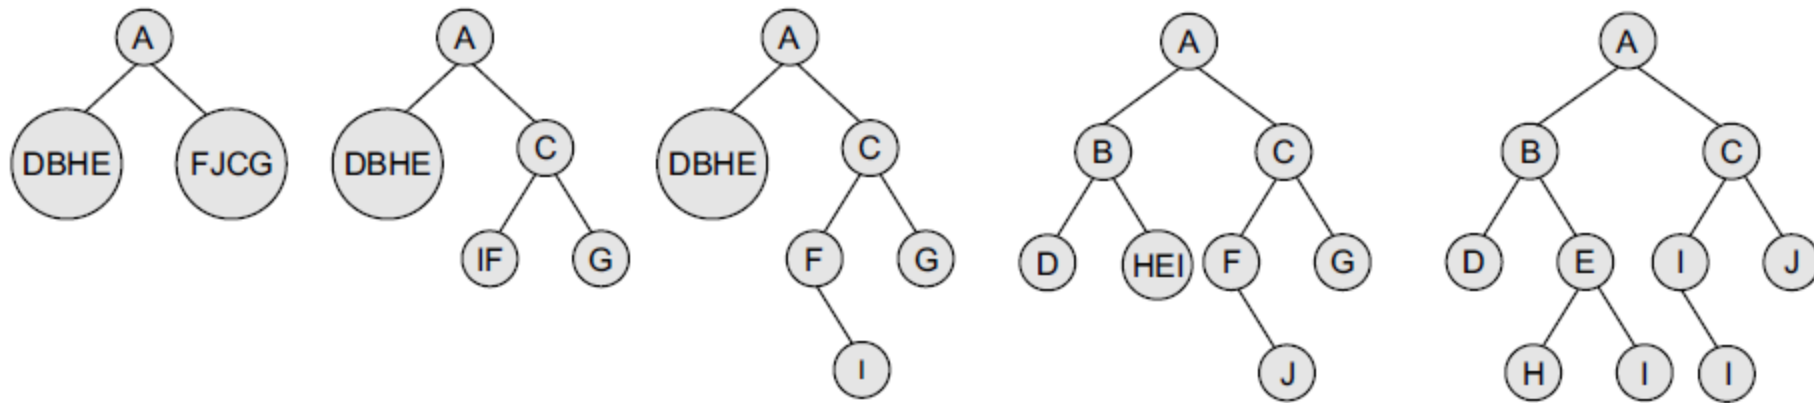 A A A A A
DBHE FJCG DBHE C DBHE C B C B C
IF G F G D HEI F G D E I J
I J H I I